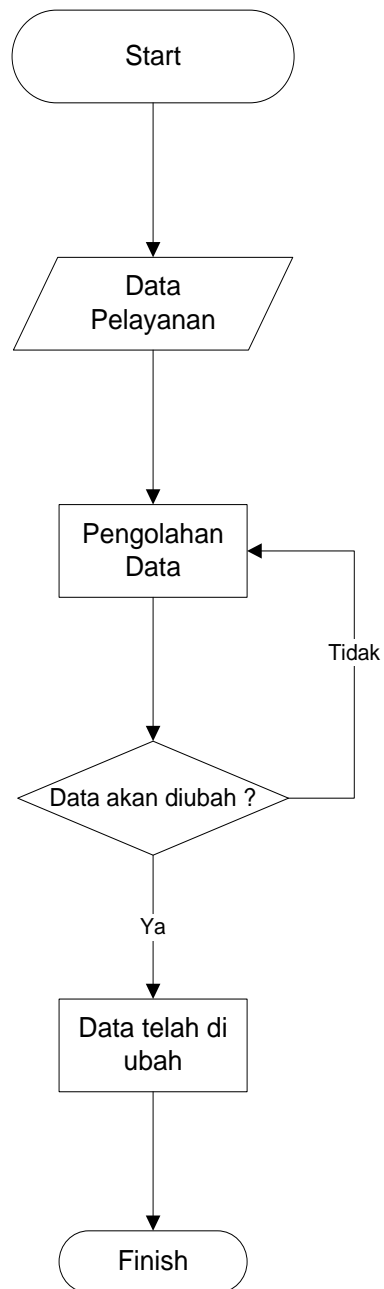 Start
Data
Pelayanan
Pengolahan
Data
Tidak
Data akan diubah ?
Ya
Data telah di
ubah
Finish